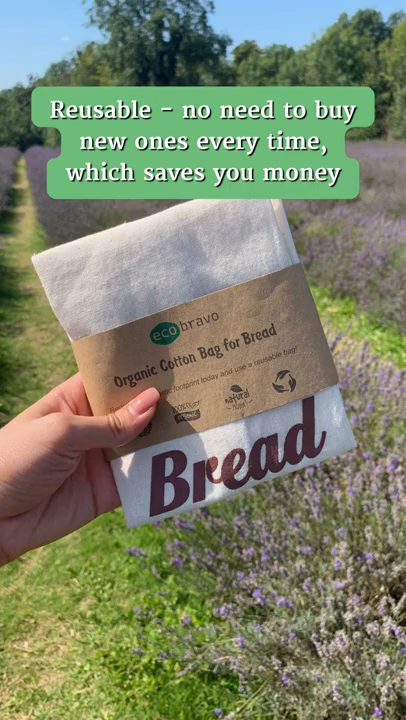 Reusable - no need to buy
new ones every time,
which saves you money
ecobravo
Organic Cotton Bag for Bread
footprint today and use a reusable bag!
100%
natural
Bread